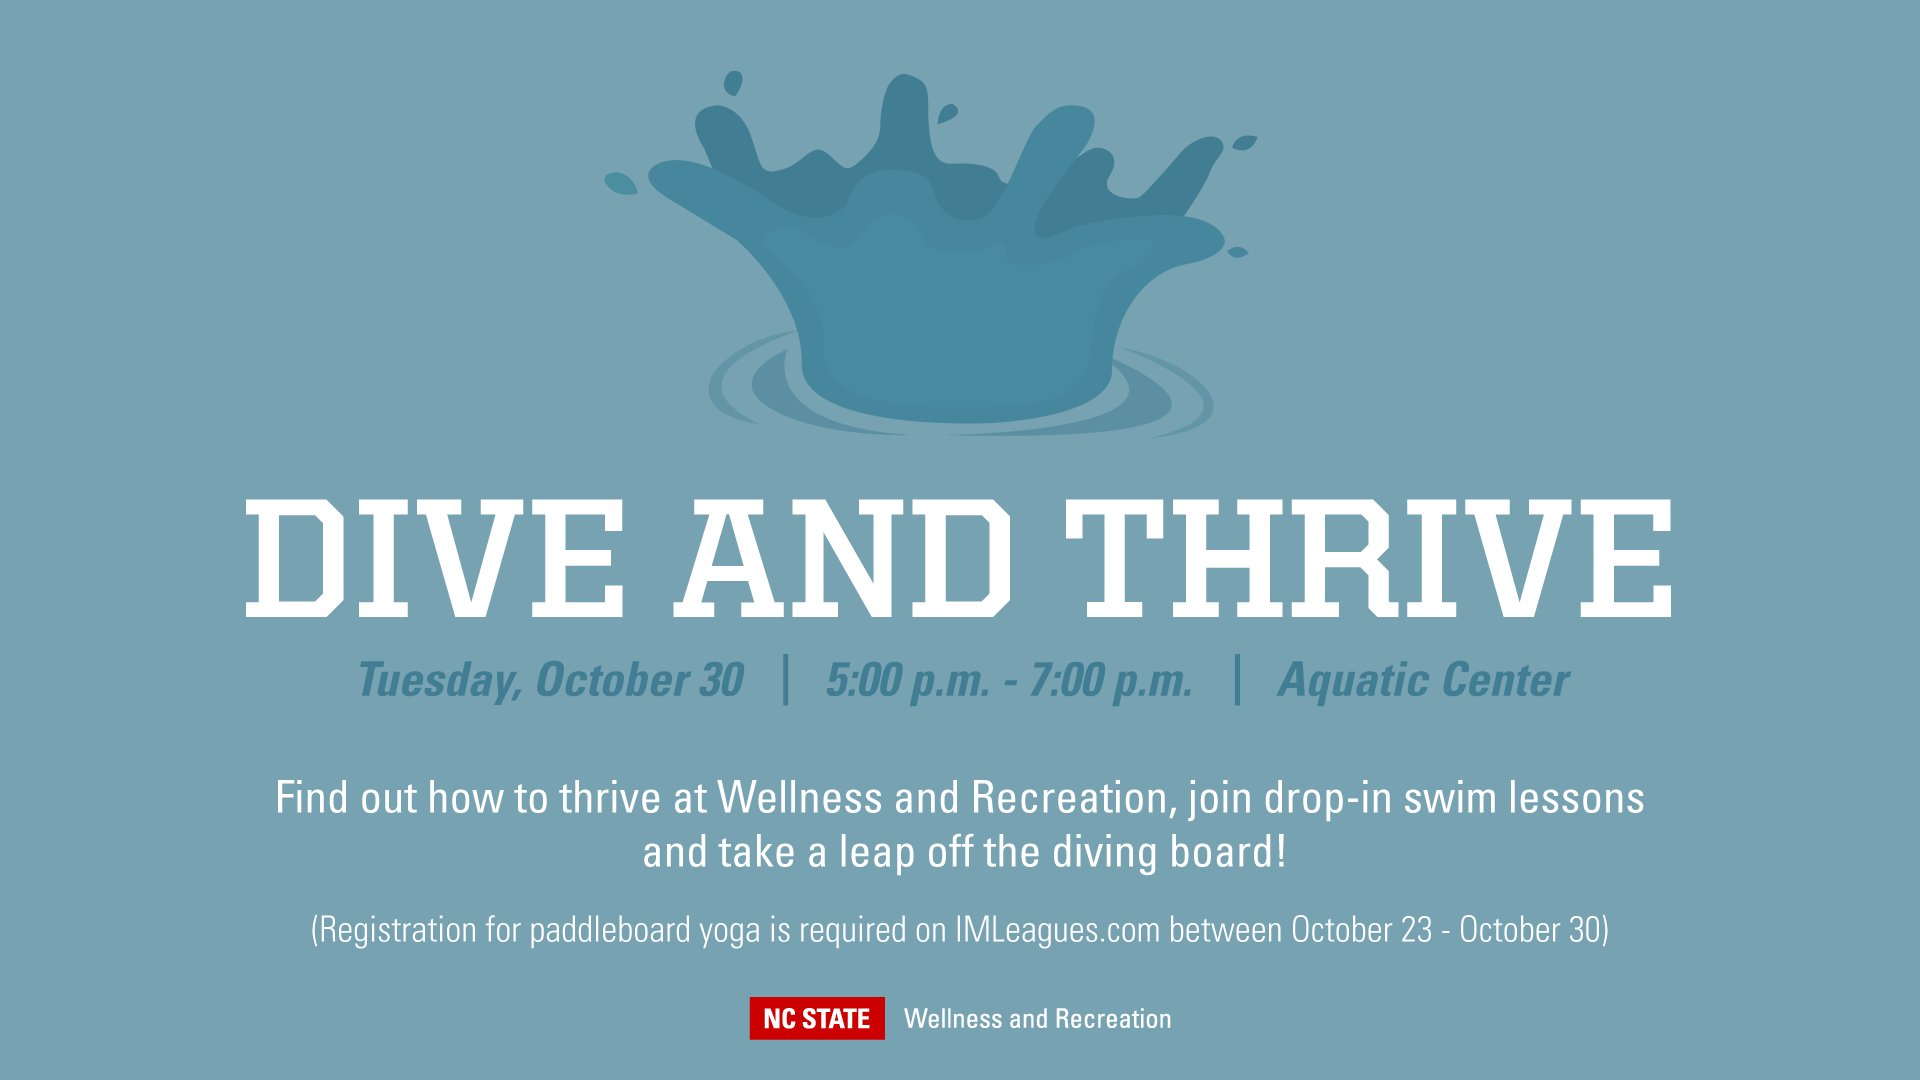 DIVE AND THRIVE
Tuesday, October 30 | 5:00 p.m. - 7:00 p.m. | Aquatic Center
Find out how to thrive at Wellness and Recreation, join drop-in swim lessons
and take a leap off the diving board!
(Registration for paddleboard yoga is required on IMLeagues.com between October 23 - October 30)
NC STATE Wellness and Recreation